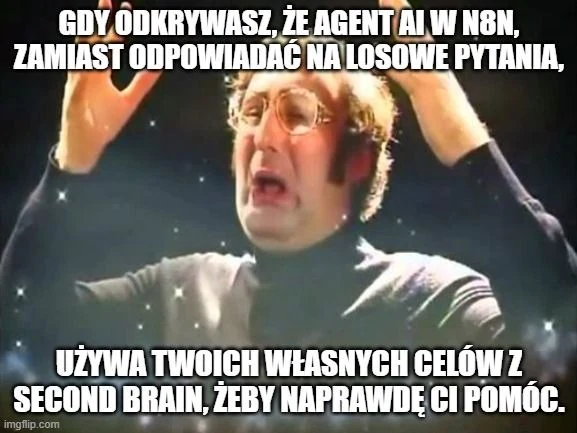 GDY ODKRYWASZ, ŻE AGENT AI W N8N,
ZAMIAST ODPOWIADAĆ NA LOSOWE PYTANIA,
UŻYWA TWOICH WŁASNYCH CELÓW Z
SECOND BRAIN, ŻEBY NAPRAWDĘ CI POMÓC.
imgflip.com